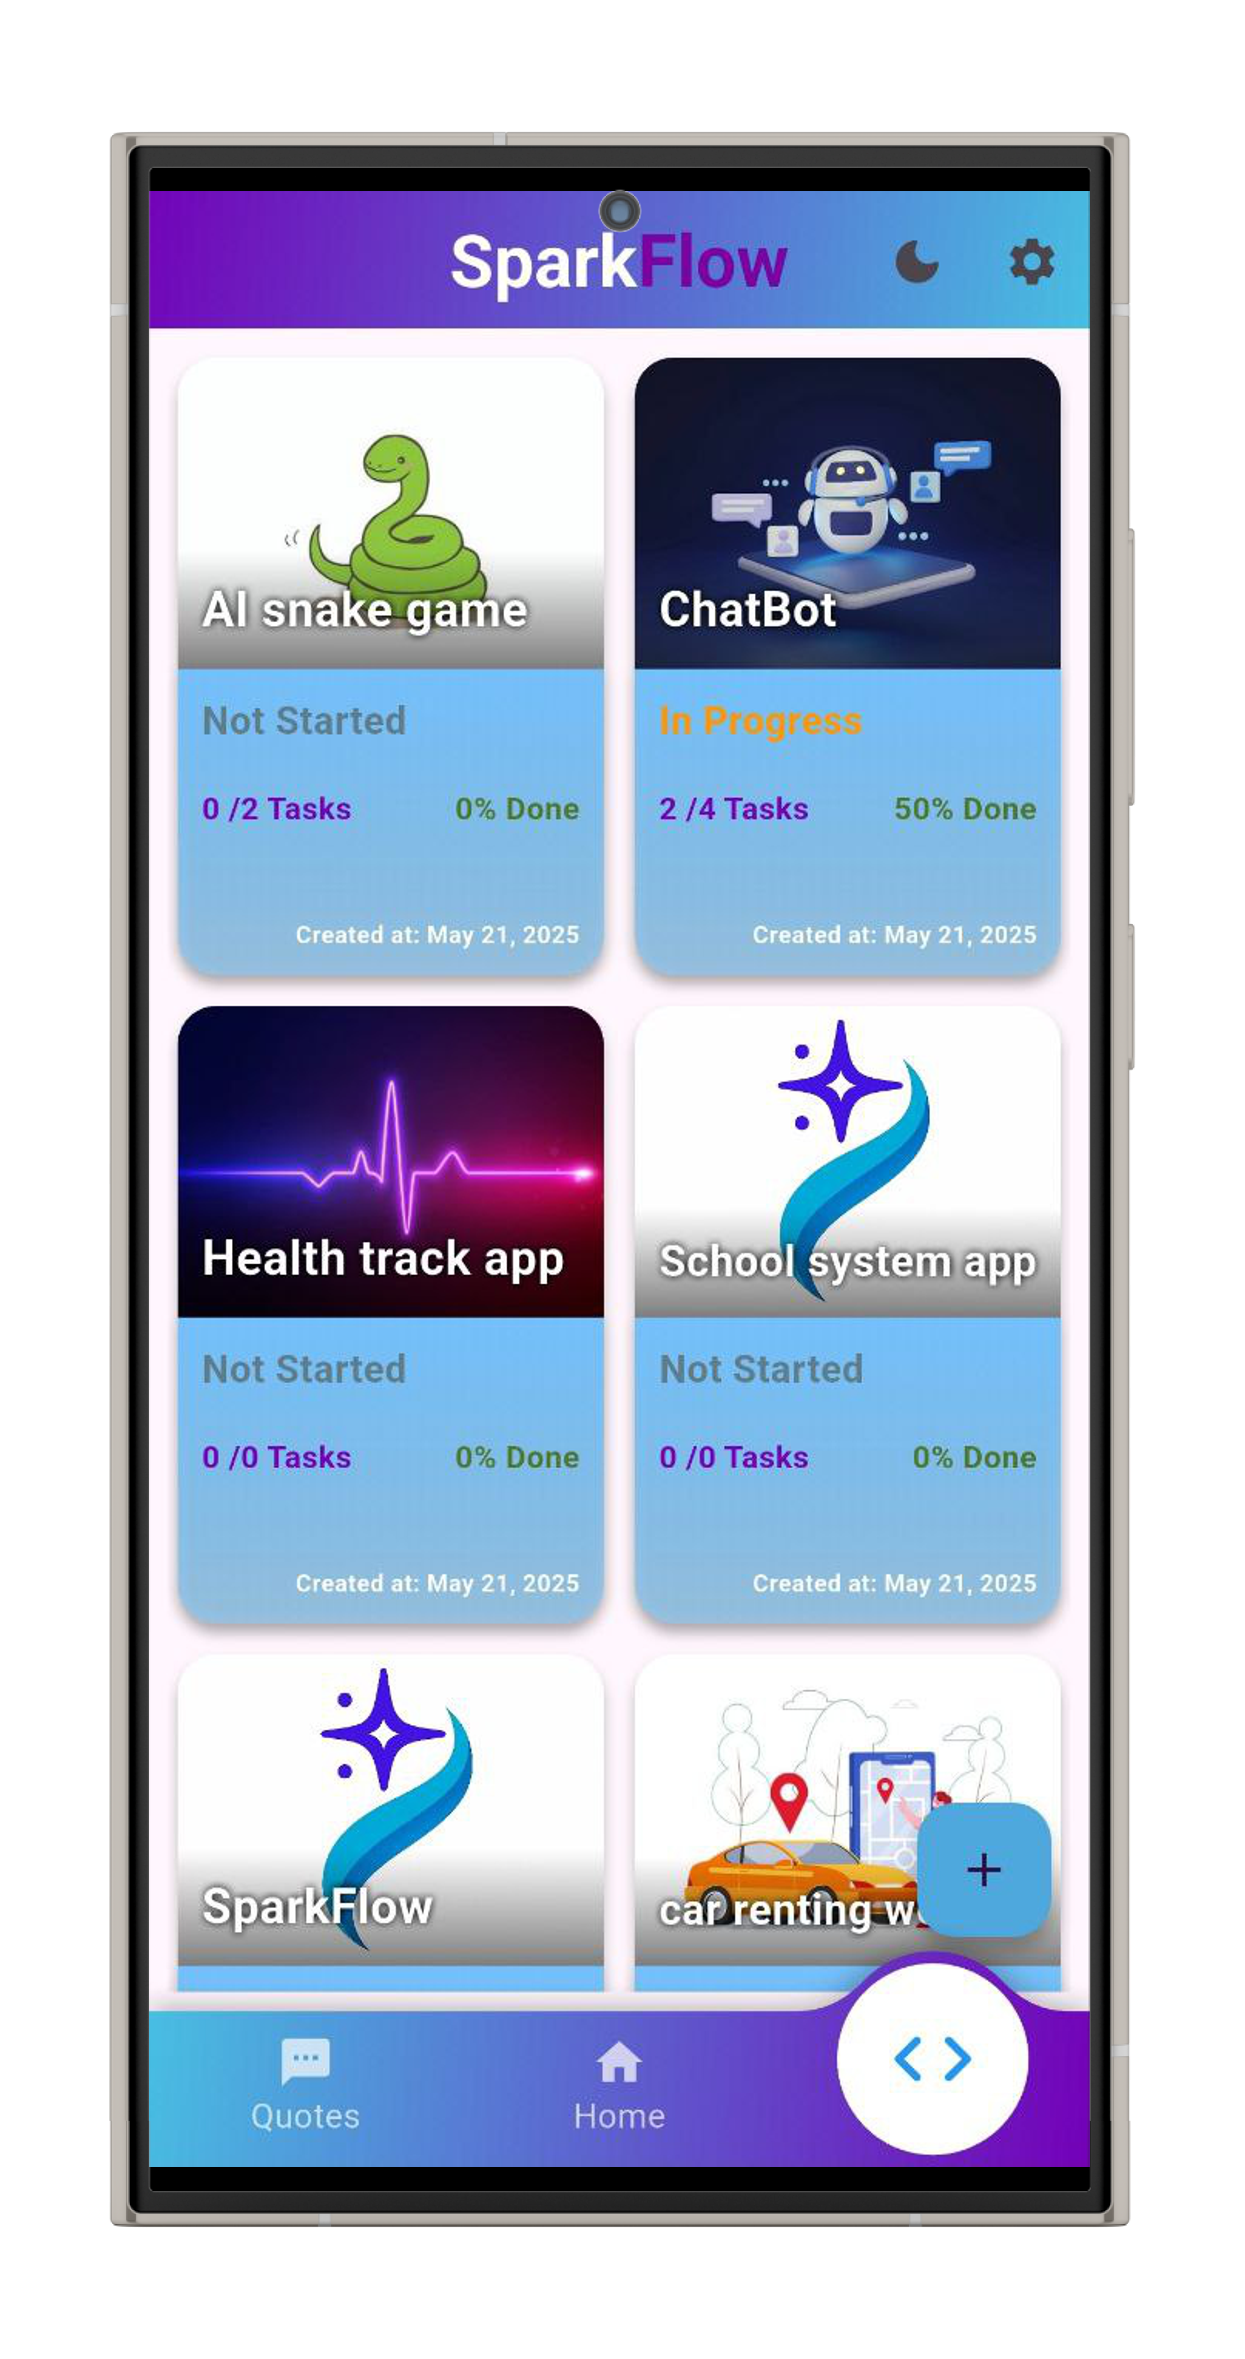 SparkFlow
AI snake game
ChatBot
Not Started
In Progress
0 /2 Tasks 0% Done
2 /4 Tasks 50% Done
Created at: May 21, 2025
Created at: May 21, 2025
Health track app
School system app
Not Started
Not Started
0 /0 Tasks 0% Done
0 /0 Tasks 0% Done
Created at: May 21, 2025
Created at: May 21, 2025
SparkFlow
car renting
+
Quotes
Home
< >